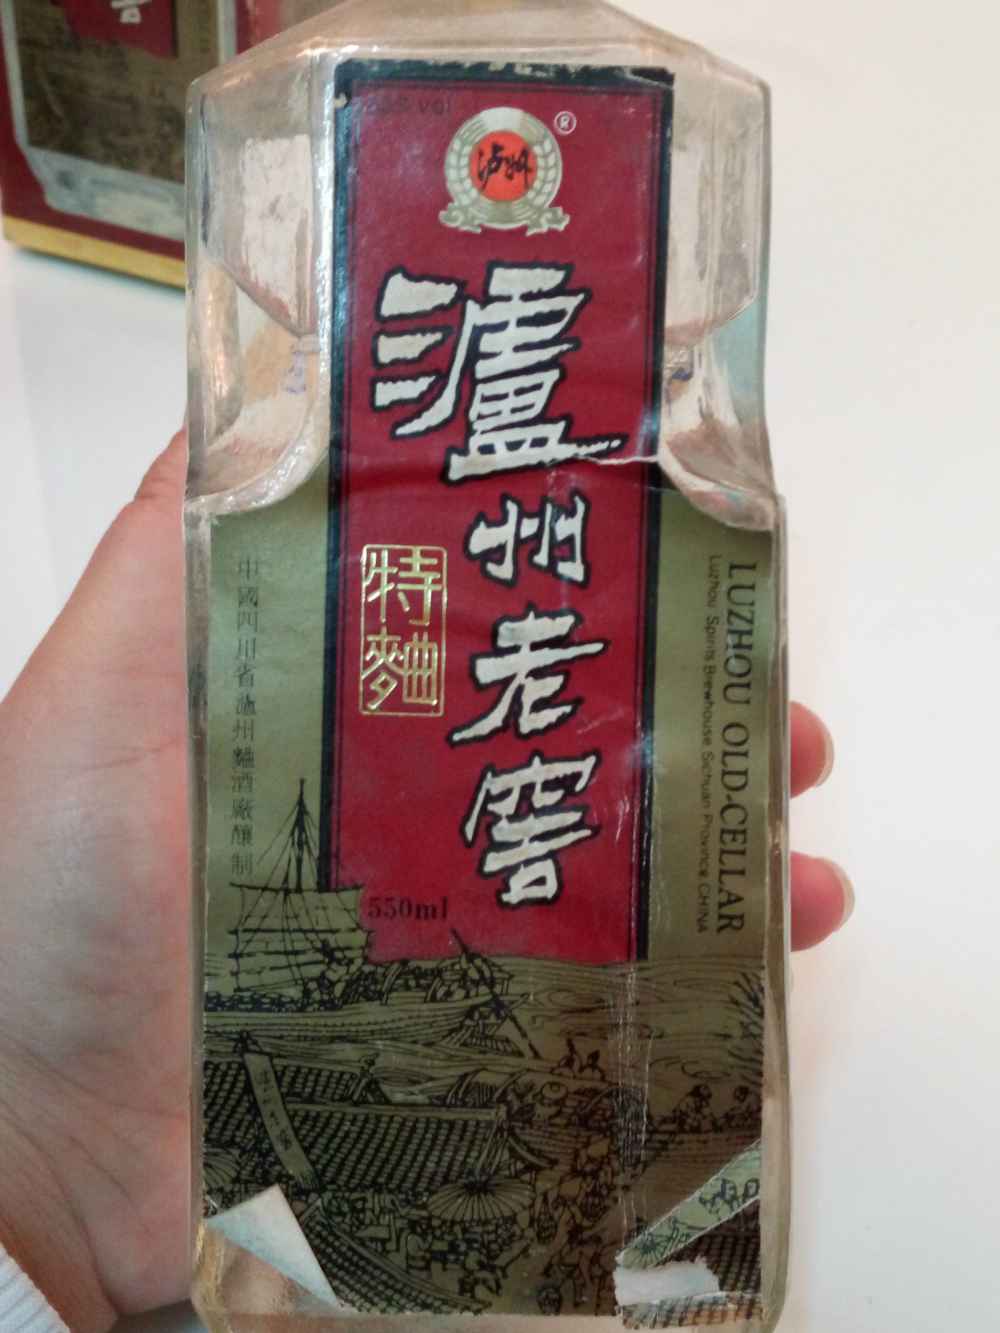 泸州
®
瀘州老窖
特麯
中國四川省瀘州麯酒廠釀制
LUZHOU OLD·CELLAR
Luzhou Spirits Brewhouse Sichuan Province CHINA
550ml